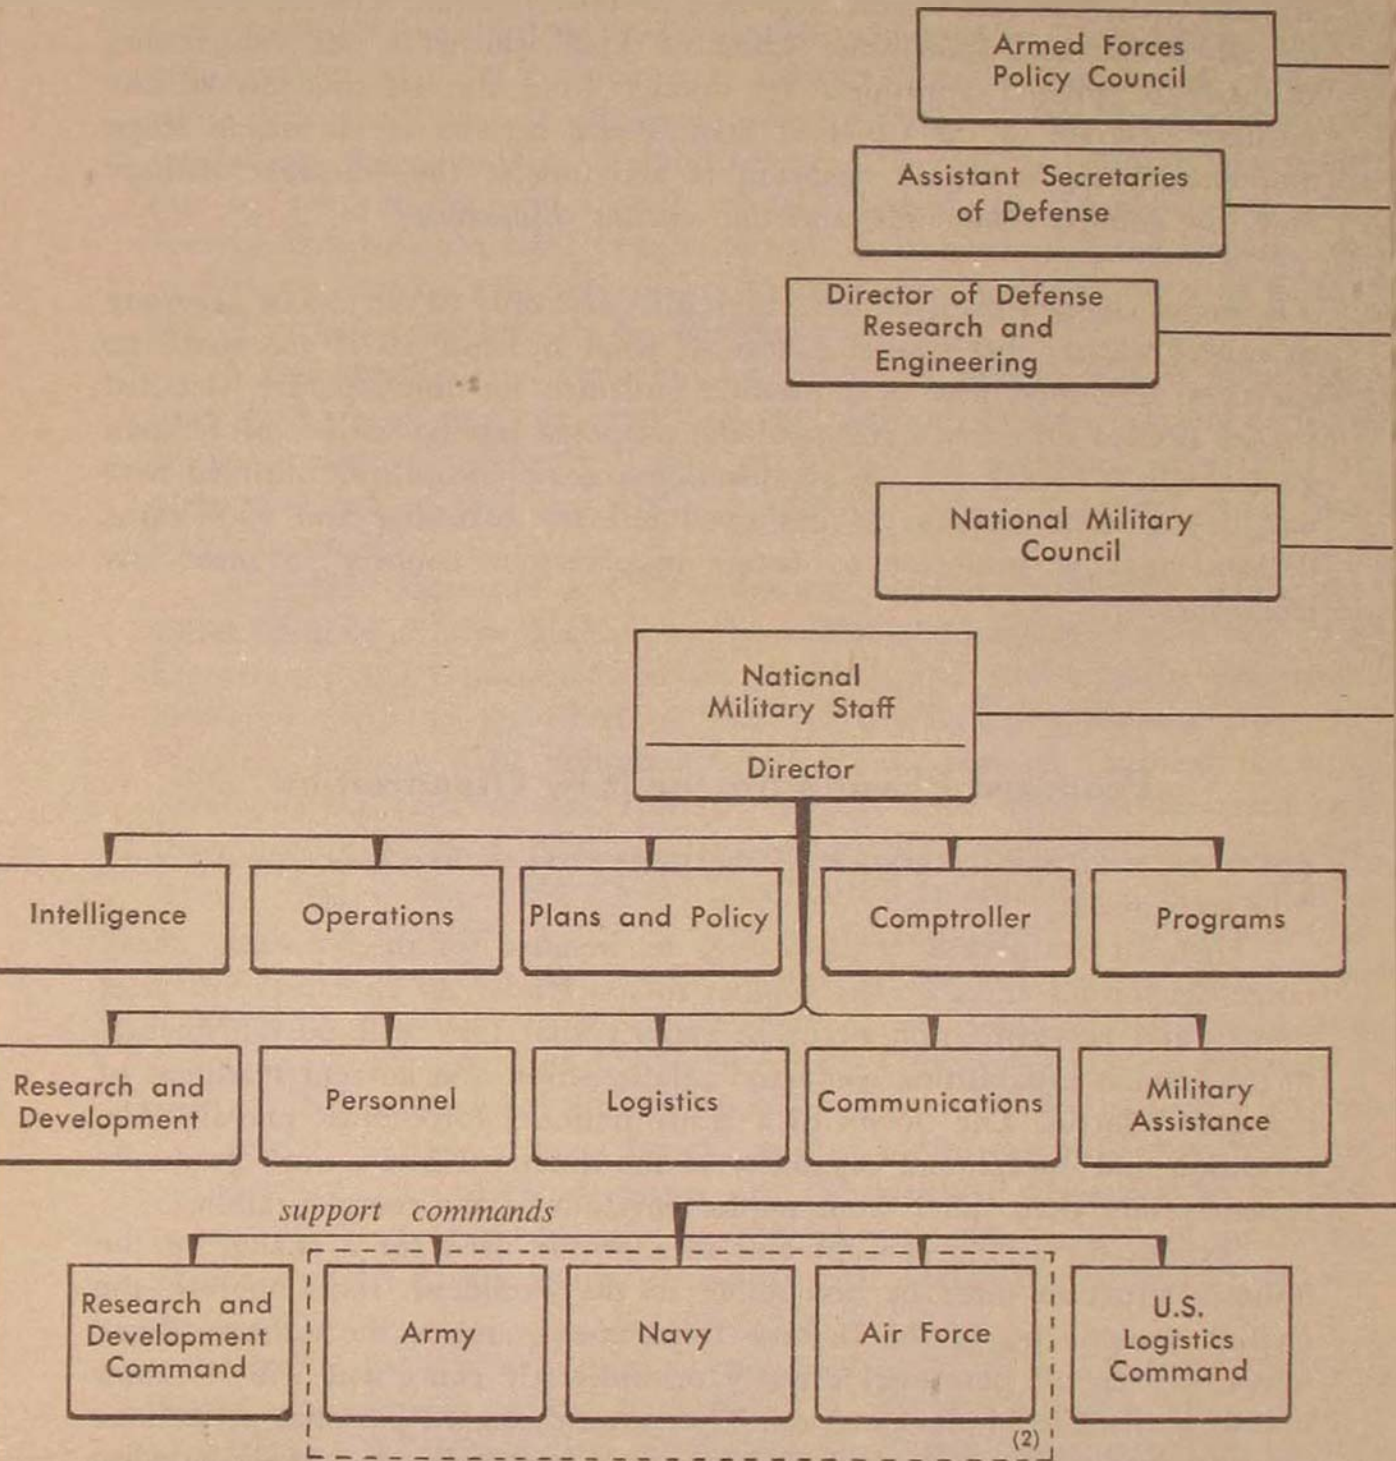 Armed Forces
Policy Council
Assistant Secretaries
of Defense
Director of Defense
Research and
Engineering
National Military
Council
National
Military Staff
Director
Intelligence
Operations
Plans and Policy
Comptroller
Programs
Research and
Development
Personnel
Logistics
Communications
Military
Assistance
support commands
Research and
Development
Command
Army
Navy
Air Force
U.S.
Logistics
Command
(2)